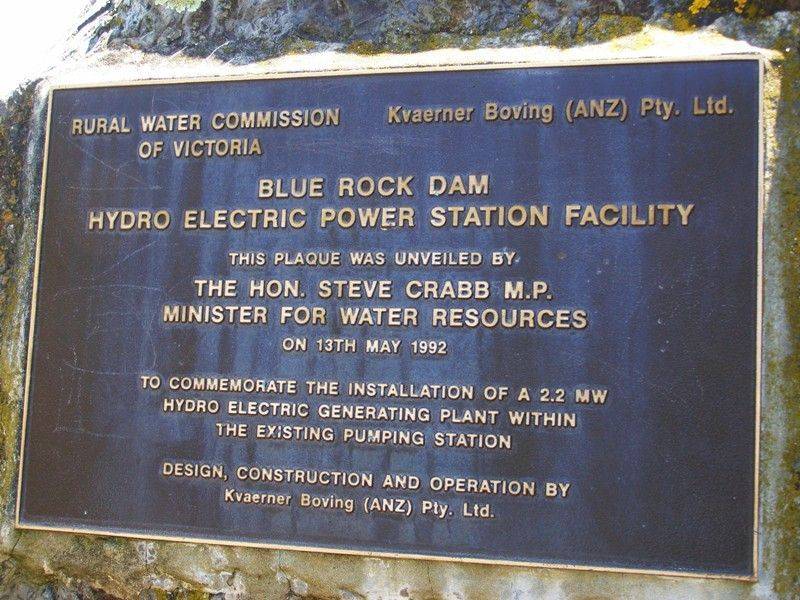 RURAL WATER COMMISSION
OF VICTORIA
Kvaerner Boving (ANZ) Pty. Ltd.
BLUE ROCK DAM
HYDRO ELECTRIC POWER STATION FACILITY
THIS PLAQUE WAS UNVEILED BY
THE HON. STEVE CRABB M.P.
MINISTER FOR WATER RESOURCES
ON 13TH MAY 1992
TO COMMEMORATE THE INSTALLATION OF A 2.2 MW
HYDRO ELECTRIC GENERATING PLANT WITHIN
THE EXISTING PUMPING STATION
DESIGN, CONSTRUCTION AND OPERATION BY
Kvaerner Boving (ANZ) Pty. Ltd.